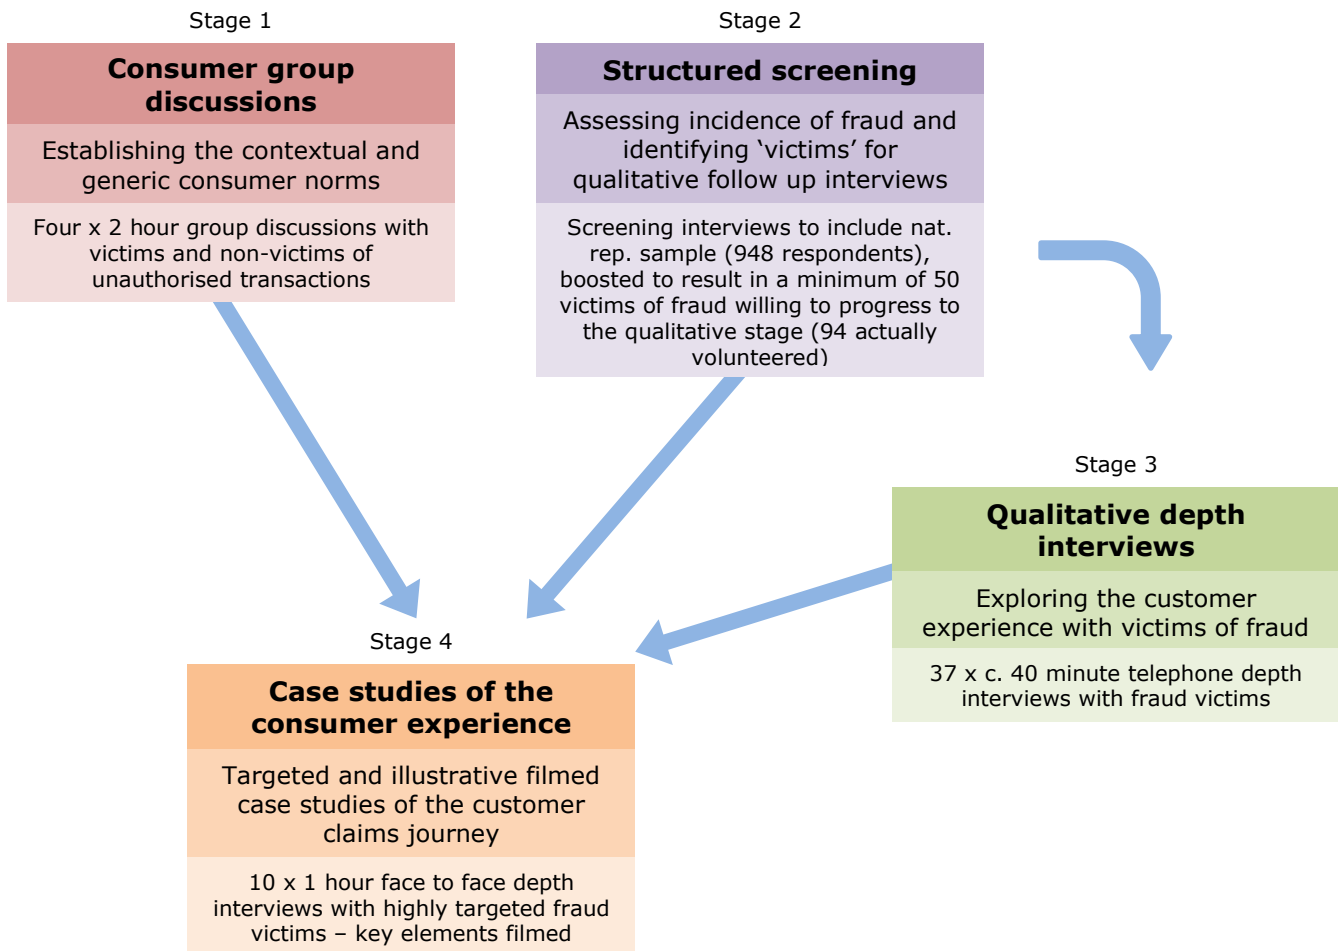 Stage 1
Consumer group
discussions
Establishing the contextual and
generic consumer norms
Four x 2 hour group discussions with
victims and non-victims of
unauthorised transactions
Stage 2
Structured screening
Assessing incidence of fraud and
identifying ‘victims’ for
qualitative follow up interviews
Screening interviews to include nat.
rep. sample (948 respondents),
boosted to result in a minimum of 50
victims of fraud willing to progress to
the qualitative stage (94 actually
volunteered)
Stage 3
Qualitative depth
interviews
Exploring the customer
experience with victims of fraud
37 x c. 40 minute telephone depth
interviews with fraud victims
Stage 4
Case studies of the
consumer experience
Targeted and illustrative filmed
case studies of the customer
claims journey
10 x 1 hour face to face depth
interviews with highly targeted fraud
victims – key elements filmed